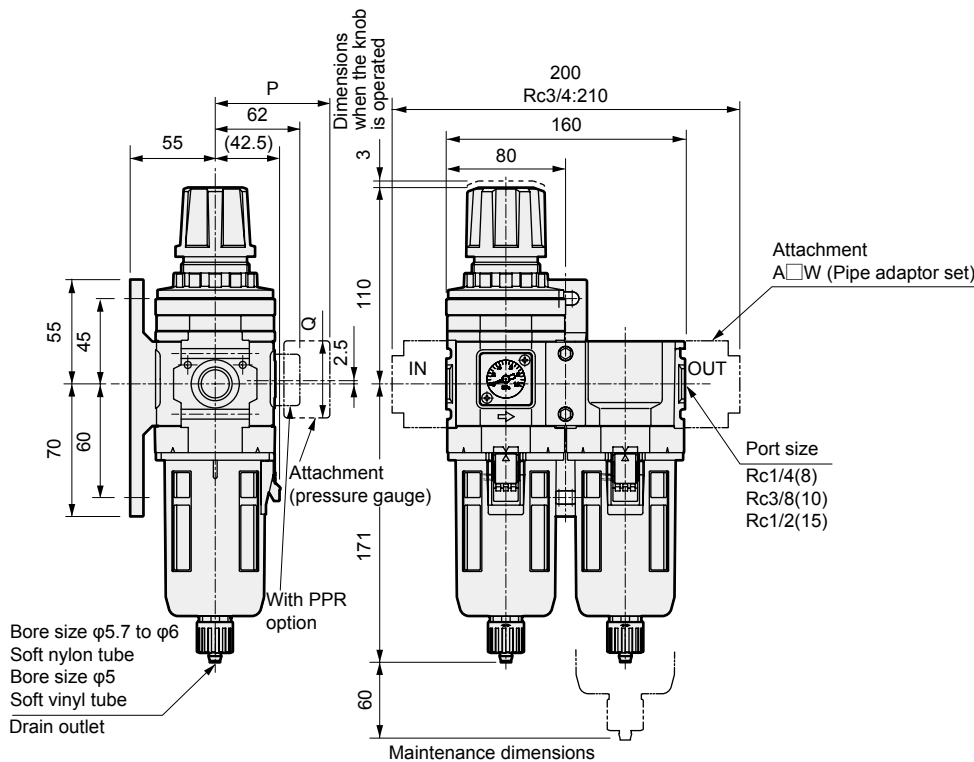 P
62
(42.5)
55
Dimensions
when the knob
is operated
3
200
Rc3/4:210
160
80
110
Attachment
A□W (Pipe adaptor set)
55
45
Q
2.5
IN
OUT
70
60
Attachment
(pressure gauge)
Port size
Rc1/4(8)
Rc3/8(10)
Rc1/2(15)
171
With PPR
option
Bore size φ5.7 to φ6
Soft nylon tube
Bore size φ5
Soft vinyl tube
Drain outlet
60
Maintenance dimensions